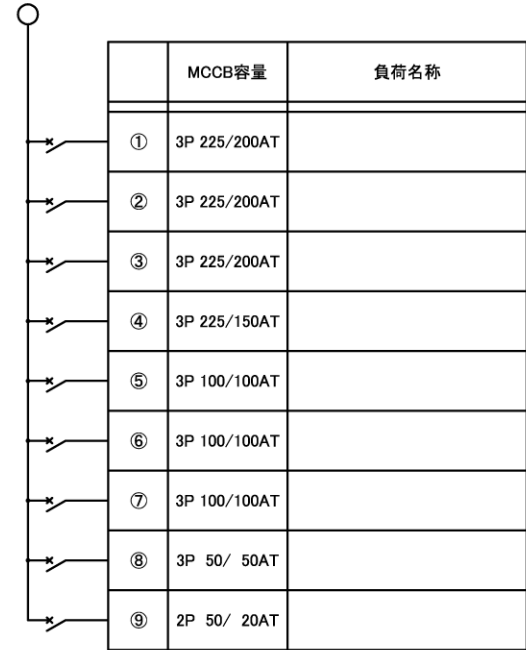 MCCB容量 負荷名称
① 3P 225/200AT
② 3P 225/200AT
③ 3P 225/200AT
④ 3P 225/150AT
⑤ 3P 100/100AT
⑥ 3P 100/100AT
⑦ 3P 100/100AT
⑧ 3P 50/ 50AT
⑨ 2P 50/ 20AT